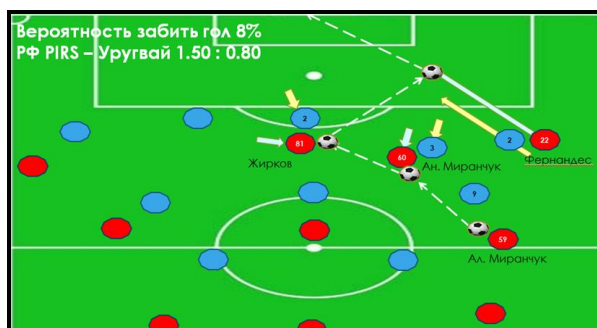 Вероятность забить гол 8%
РФ PIRS – Уругвай 1.50 : 0.80
2
81
Жирков
60
3
Ан. Миранчук
2
22
Фернандес
9
59
Ал. Миранчук